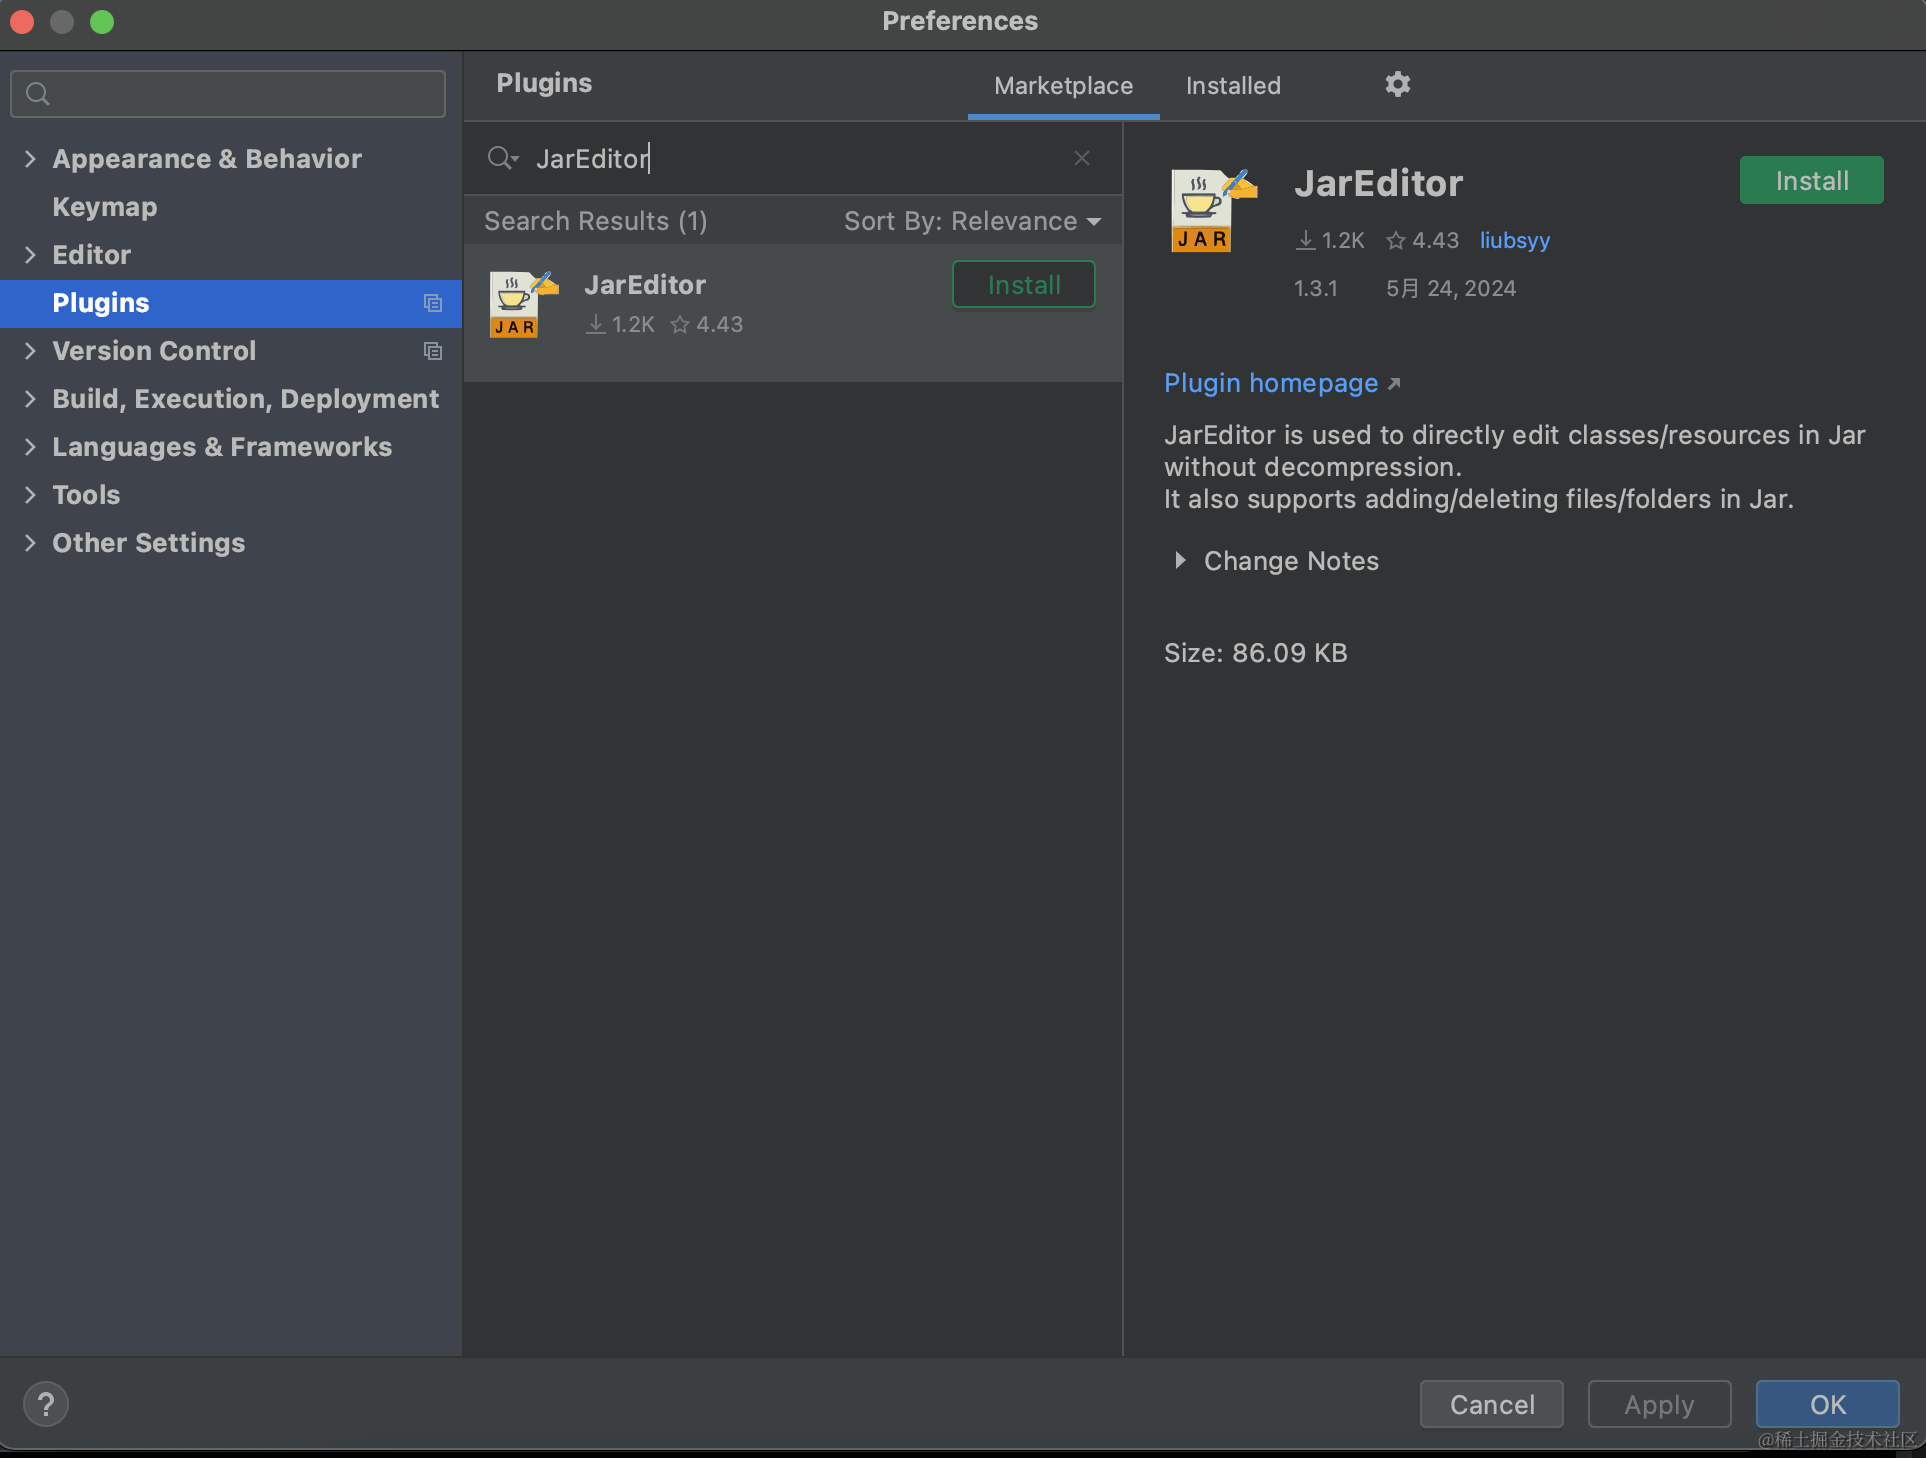 Preferences
Appearance & Behavior
Keymap
Editor
Plugins
Version Control
Build, Execution, Deployment
Languages & Frameworks
Tools
Other Settings
Plugins
Marketplace
Installed
JarEditor
Search Results (1)
Sort By: Relevance
JAR
JarEditor
1.2K
4.43
Install
JAR
JarEditor
Install
1.2K
4.43
liubsyy
1.3.1
5月 24, 2024
Plugin homepage
JarEditor is used to directly edit classes/resources in Jar
without decompression.
It also supports adding/deleting files/folders in Jar.
Change Notes
Size: 86.09 KB
?
Cancel
Apply
OK
@稀土掘金技术社区